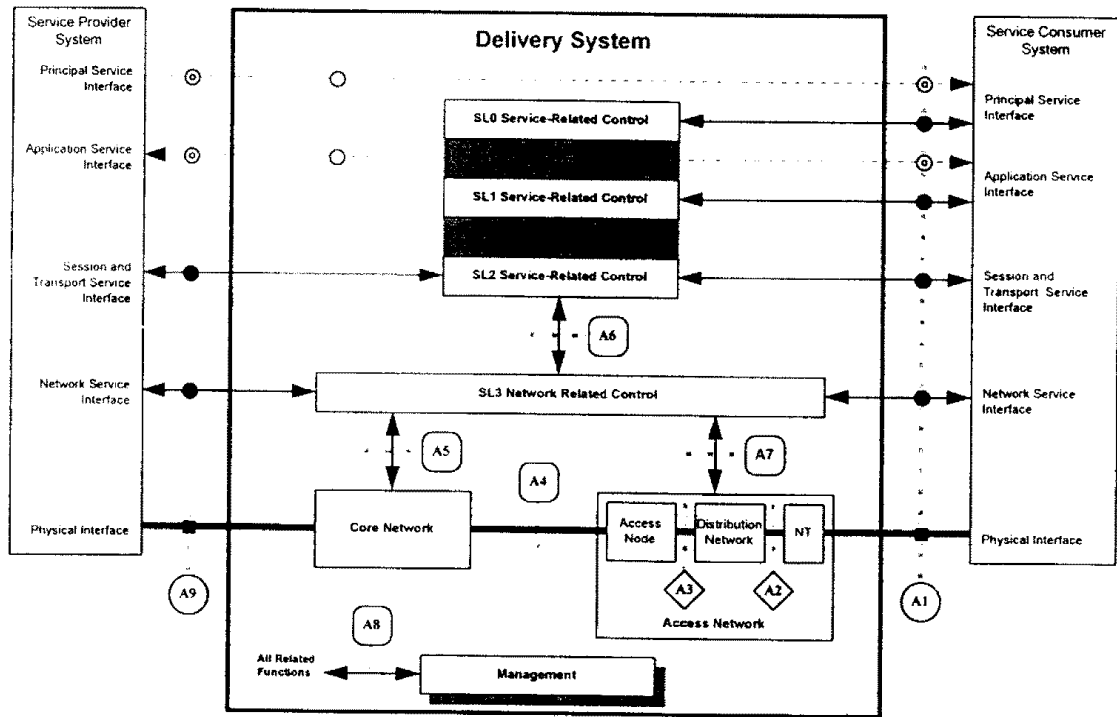 Service Provider
System
Principal Service
Interface
Application Service
Interface
Session and
Transport Service
Interface
Network Service
Interface
Physical Interface
A9
Delivery System
SL0 Service-Related Control
SL1 Service-Related Control
SL2 Service-Related Control
A6
SL3 Network Related Control
A5
A4
A7
Core Network
Access
Node
Distribution
Network
NT
A3
A2
Access Network
A8
All Related
Functions
Management
Service Consumer
System
Principal Service
Interface
Application Service
Interface
Session and
Transport Service
Interface
Network Service
Interface
Physical Interface
A1